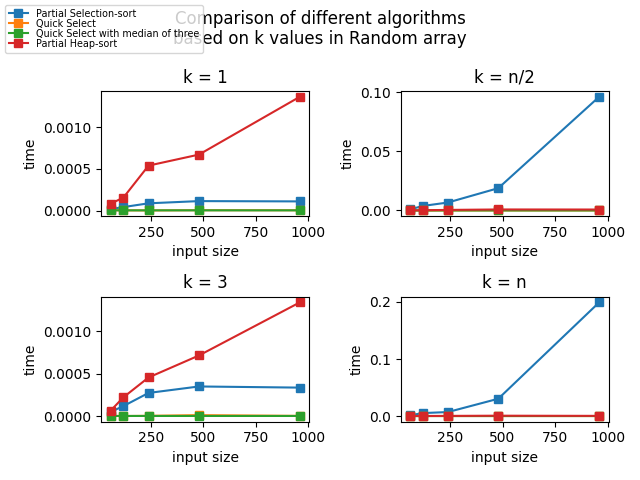 Comparison of different algorithms
based on k values in Random array
Partial Selection-sort
Quick Select
Quick Select with median of three
Partial Heap-sort
k = 1
0.0010
0.0005
0.0000
time
250
500
750
1000
input size
k = n/2
0.10
0.05
0.00
time
250
500
750
1000
input size
k = 3
0.0010
0.0005
0.0000
time
250
500
750
1000
input size
k = n
0.2
0.1
0.0
time
250
500
750
1000
input size